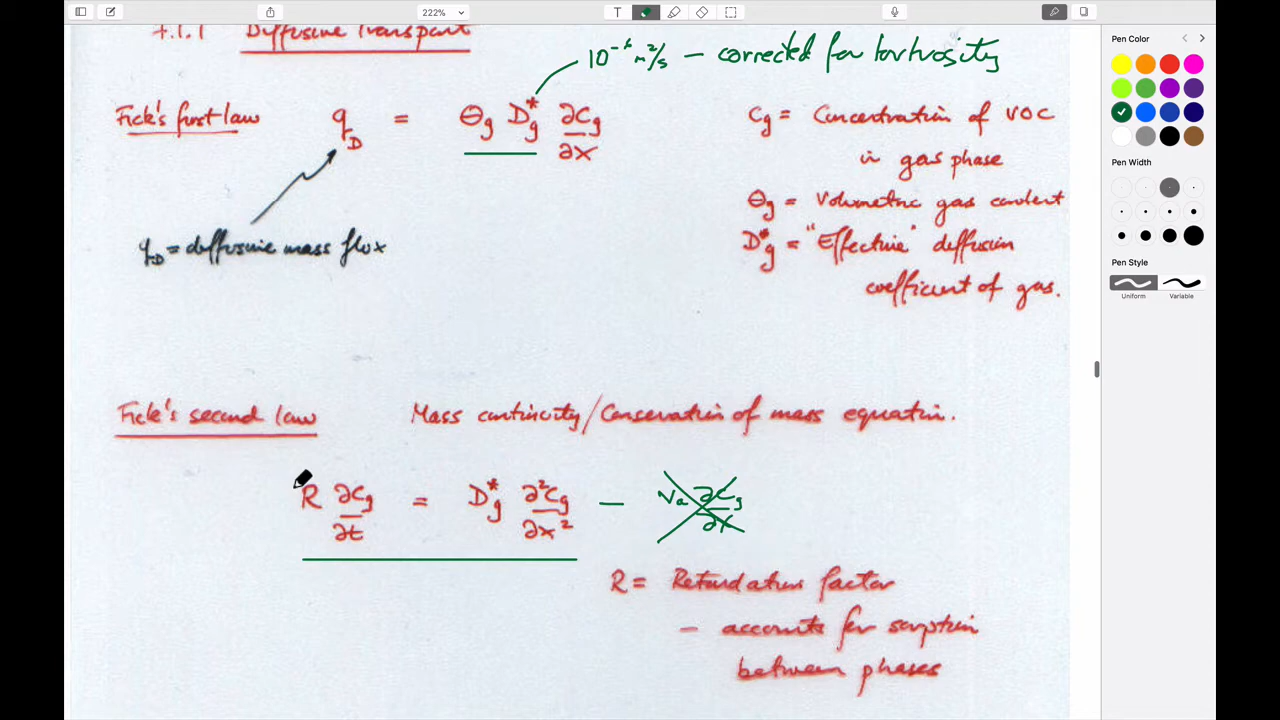 222%
T
4.1.1 Diffusive Transport
10⁻⁶ m²/s – corrected for tortuosity
Fick's first law q_D = θg Dg* ∂Cg/∂x
Cg = Concentration of VOC
in gas phase
θg = Volumetric gas content
Dg* = "Effective" diffusion
coefficient of gas.
q_D = diffusive mass flux
Fick's second law Mass continuity/Conservation of mass equation.
R ∂Cg/∂t = Dg* ∂²Cg/∂x² – Va ∂Cg/∂x
R = Retardation factor
– accounts for sorption
between phases
Pen Color
Pen Width
Pen Style
Uniform Variable